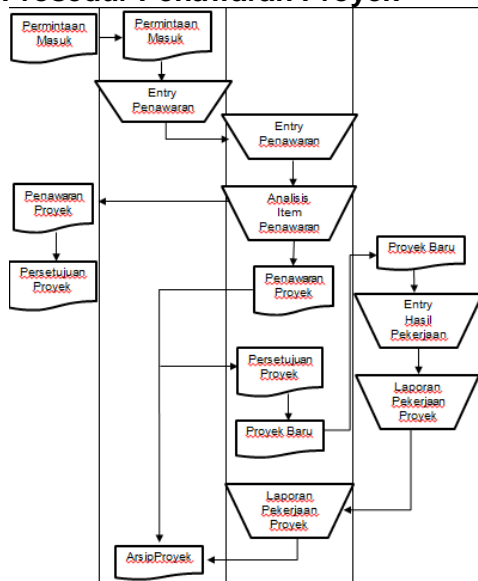 Prosedur Penawaran Proyek
Permintaan
Masuk
Permintaan
Masuk
Entry
Penawaran
Entry
Penawaran
Analisis
Item
Penawaran
Penawaran
Proyek
Persetujuan
Proyek
Penawaran
Proyek
Proyek Baru
Entry
Hasil
Pekerjaan
Persetujuan
Proyek
Laporan
Pekerjaan
Proyek
Proyek Baru
Laporan
Pekerjaan
Proyek
ArsipProyek